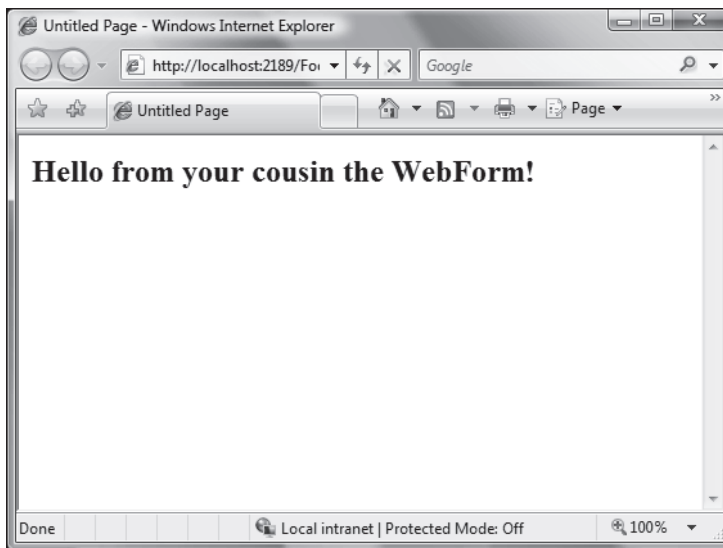 Untitled Page - Windows Internet Explorer
http://localhost:2189/Foo
Google
Untitled Page
Page
Hello from your cousin the WebForm!
Done
Local intranet | Protected Mode: Off
100%